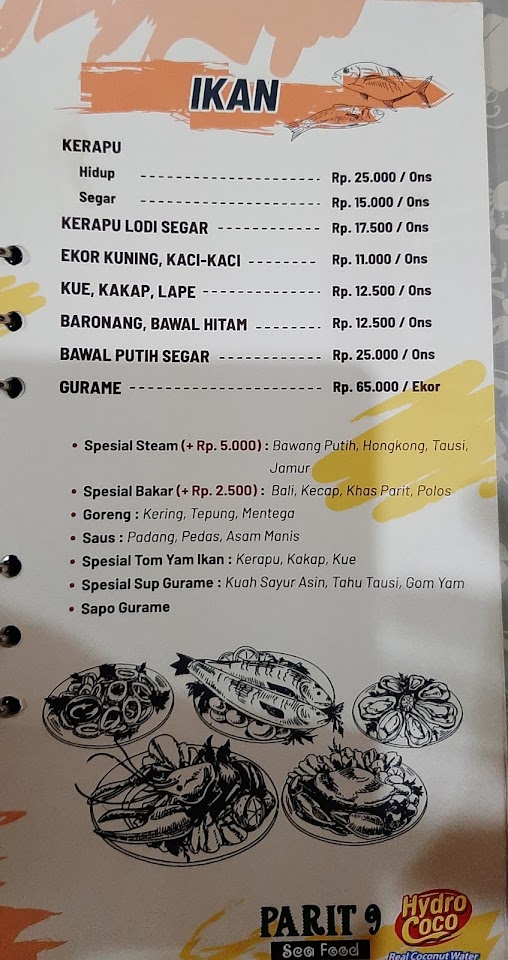 IKAN
KERAPU
Hidup -------------------- Rp. 25.000 / Ons
Segar -------------------- Rp. 15.000 / Ons
KERAPU LODI SEGAR ------------ Rp. 17.500 / Ons
EKOR KUNING, KACI-KACI -------- Rp. 11.000 / Ons
KUE, KAKAP, LAPE -------------- Rp. 12.500 / Ons
BARONANG, BAWAL HITAM -------- Rp. 12.500 / Ons
BAWAL PUTIH SEGAR ------------ Rp. 25.000 / Ons
GURAME ---------------------- Rp. 65.000 / Ekor
• Spesial Steam (+ Rp. 5.000) : Bawang Putih, Hongkong, Tausi,
Jamur
• Spesial Bakar (+ Rp. 2.500) : Bali, Kecap, Khas Parit, Polos
• Goreng : Kering, Tepung, Mentega
• Saus : Padang, Pedas, Asam Manis
• Spesial Tom Yam Ikan : Kerapu, Kakap, Kue
• Spesial Sup Gurame : Kuah Sayur Asin, Tahu Tausi, Gom Yam
• Sapo Gurame
PARIT 9
Sea Food
Hydro
Coco
Real Coconut Water